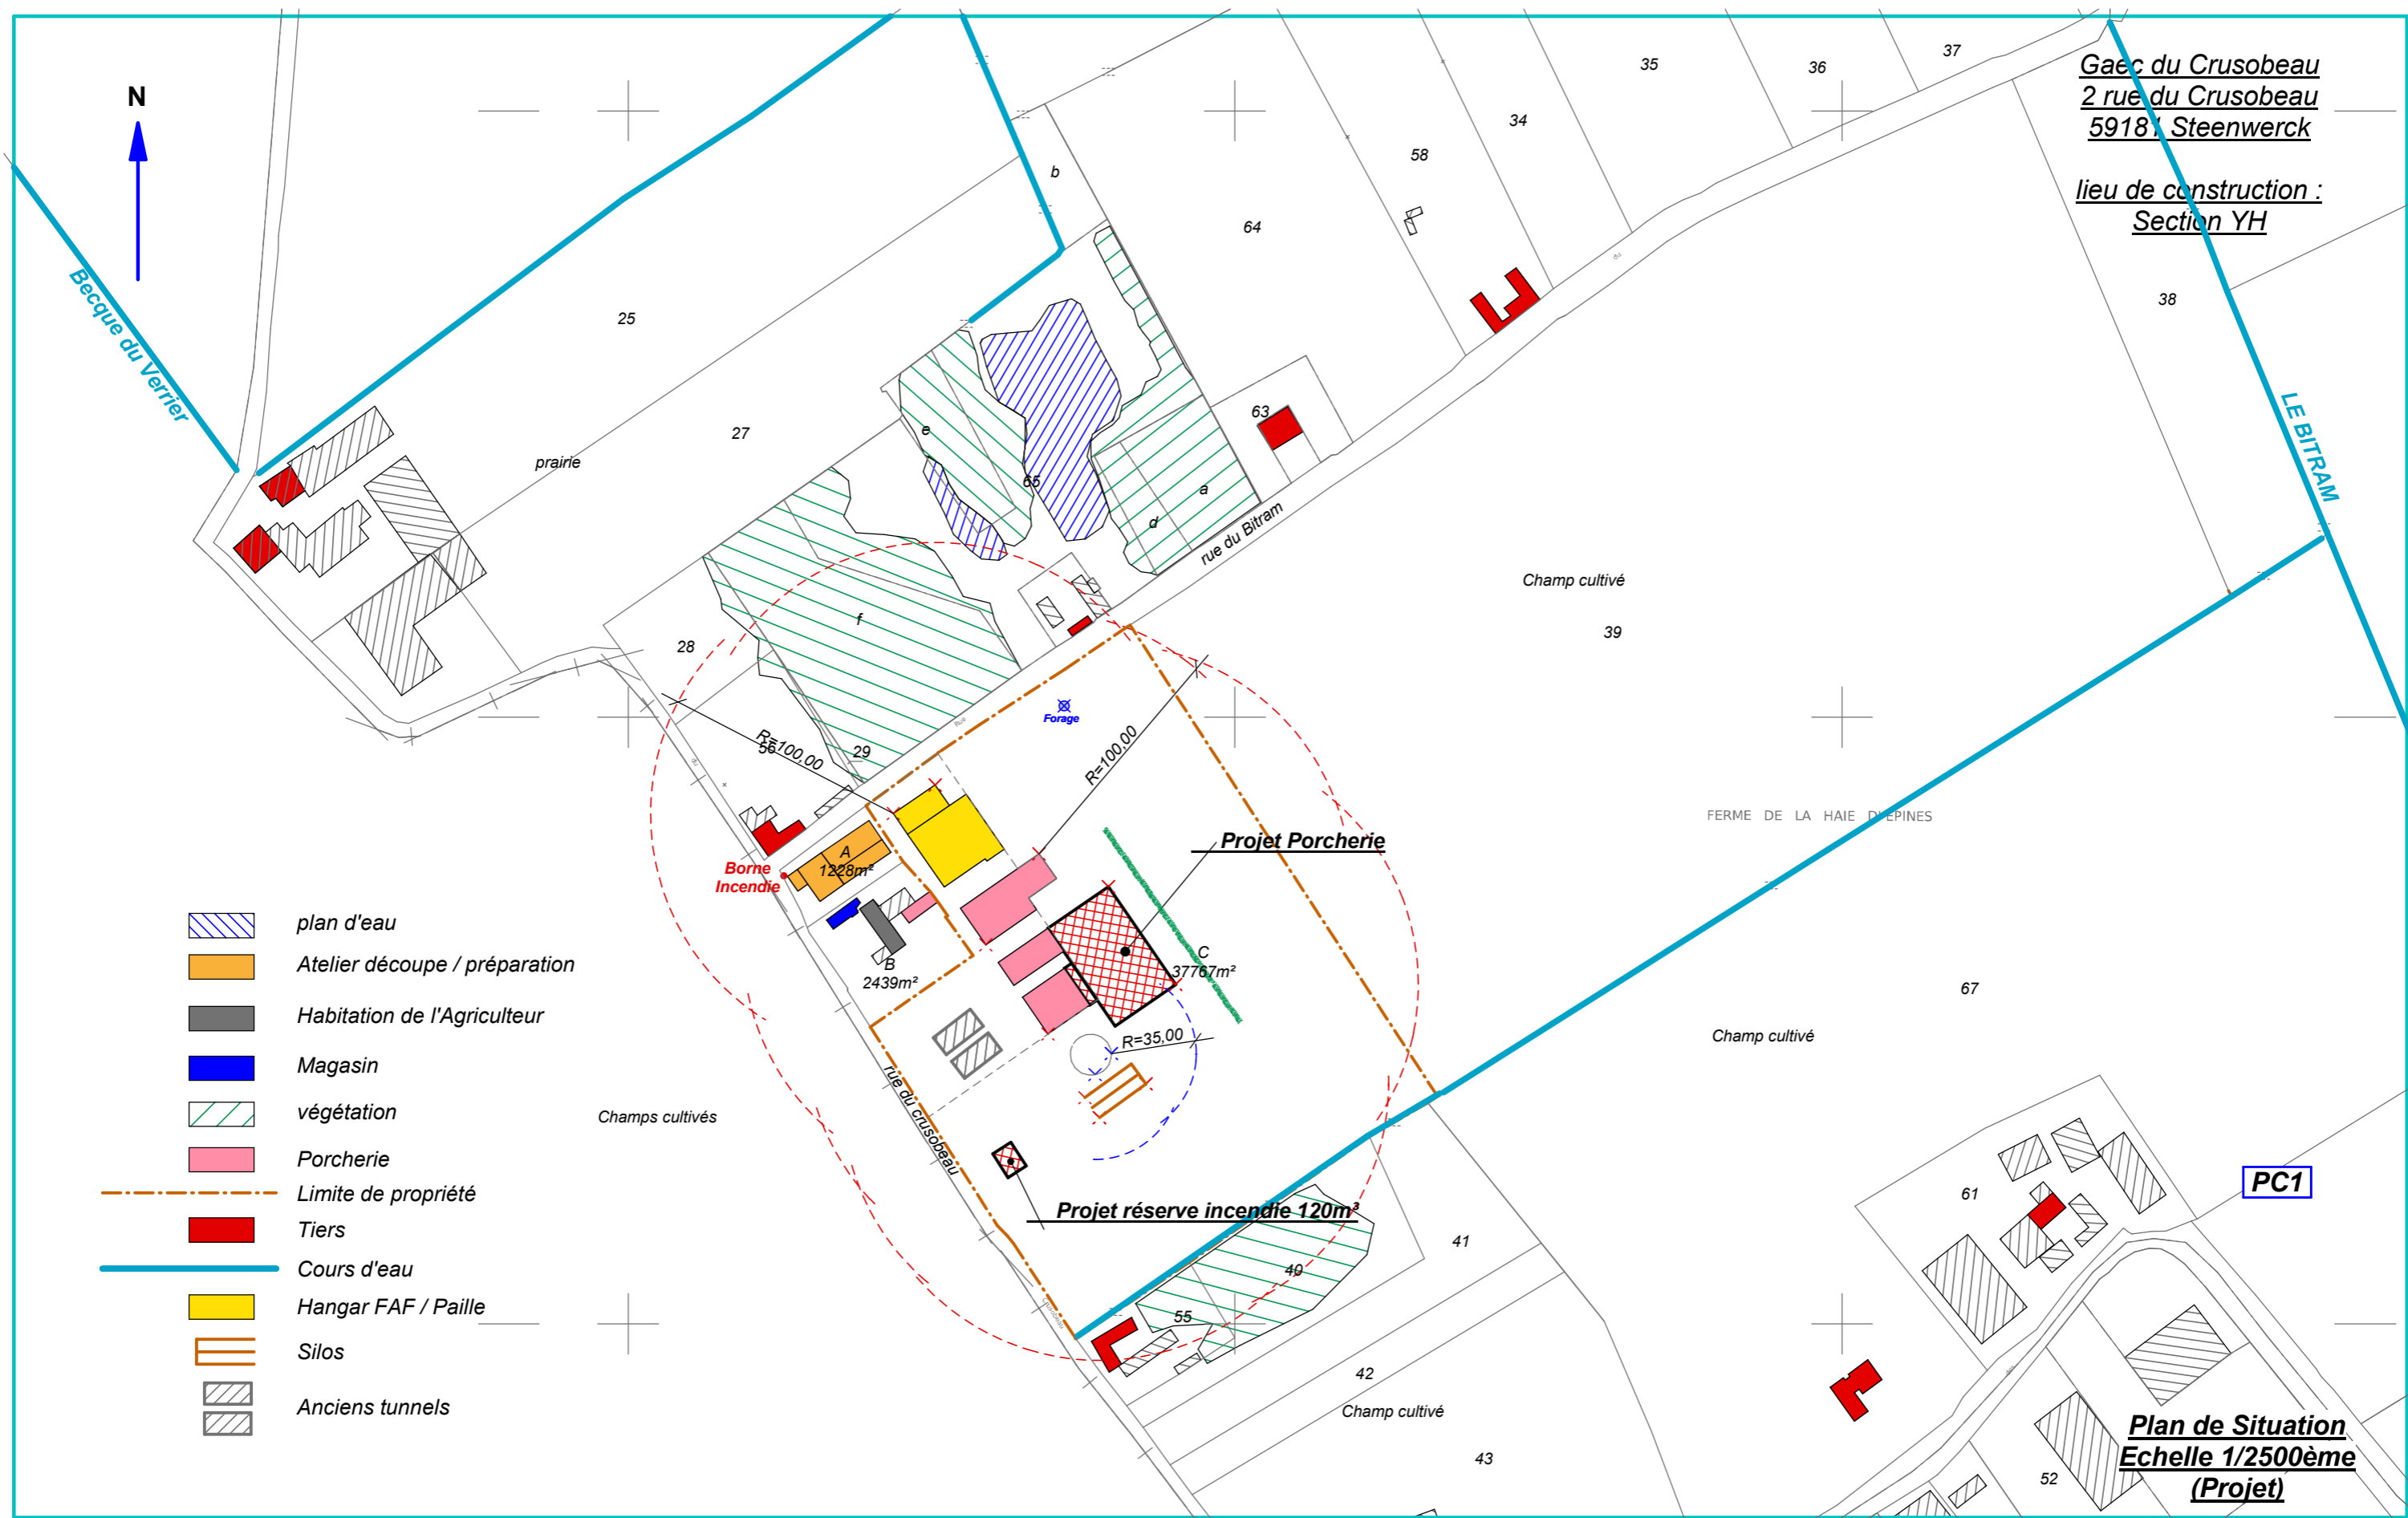 N
Gaec du Crusobeau
2 rue du Crusobeau
59181 Steenwerck
lieu de construction :
Section YH
37
35
36
34
58
64
b
38
25
27
Becque du Verrier
prairie
e
65
a
d
63
rue du Bitram
LE BITRAM
Champ cultivé
39
f
28
56
29
Rue
du
du
R=100,00
Forage
R=100,00
FERME DE LA HAIE D'EPINES
Projet Porcherie
A
1228m²
Borne
Incendie
B
2439m²
C
37767m²
R=35,00
67
Champ cultivé
Champs cultivés
rue du crusobeau
Crusobeau
Projet réserve incendie 120m³
plan d'eau
Atelier découpe / préparation
Habitation de l'Agriculteur
Magasin
végétation
Porcherie
Limite de propriété
Tiers
Cours d'eau
Hangar FAF / Paille
Silos
Anciens tunnels
61
PC1
41
40
55
42
Champ cultivé
43
52
Plan de Situation
Echelle 1/2500ème
(Projet)